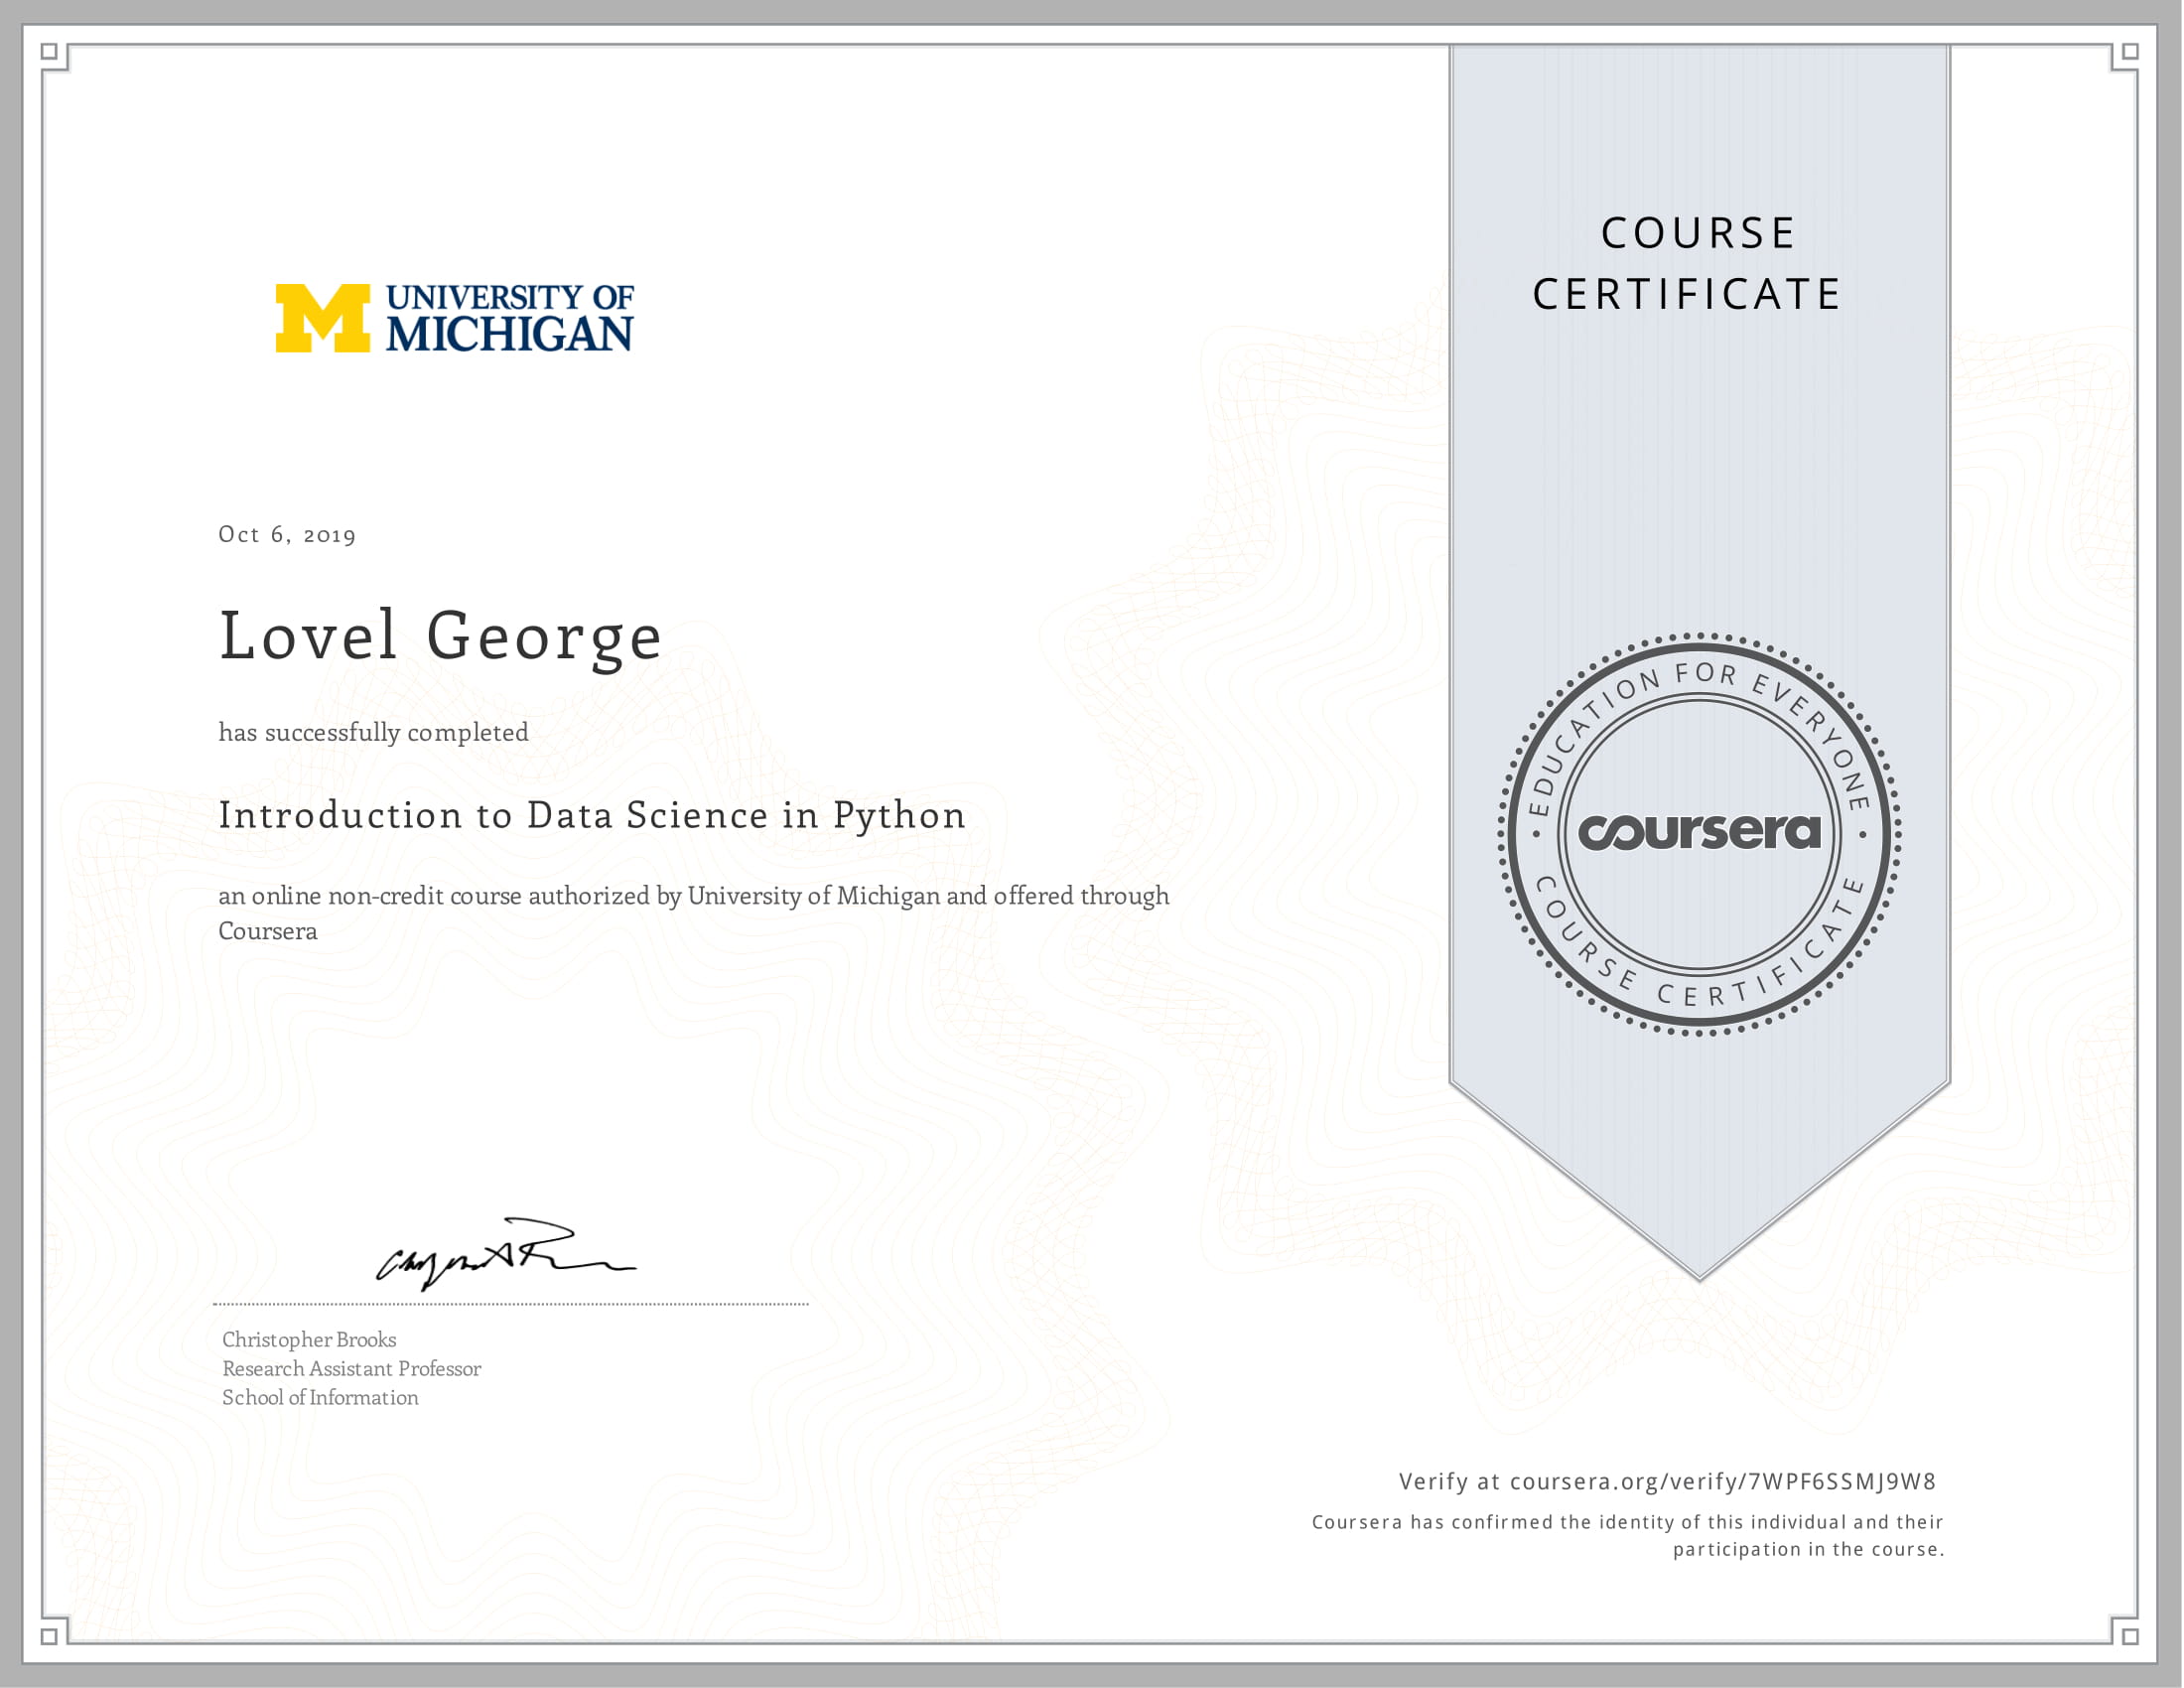 UNIVERSITY OF
MICHIGAN
COURSE
CERTIFICATE
Oct 6, 2019
Lovel George
has successfully completed
Introduction to Data Science in Python
an online non-credit course authorized by University of Michigan and offered through
Coursera
EDUCATION FOR EVERYONE
coursera
COURSE CERTIFICATE
Christopher Brooks
Research Assistant Professor
School of Information
Verify at coursera.org/verify/7WPF6SSMJ9W8
Coursera has confirmed the identity of this individual and their
participation in the course.